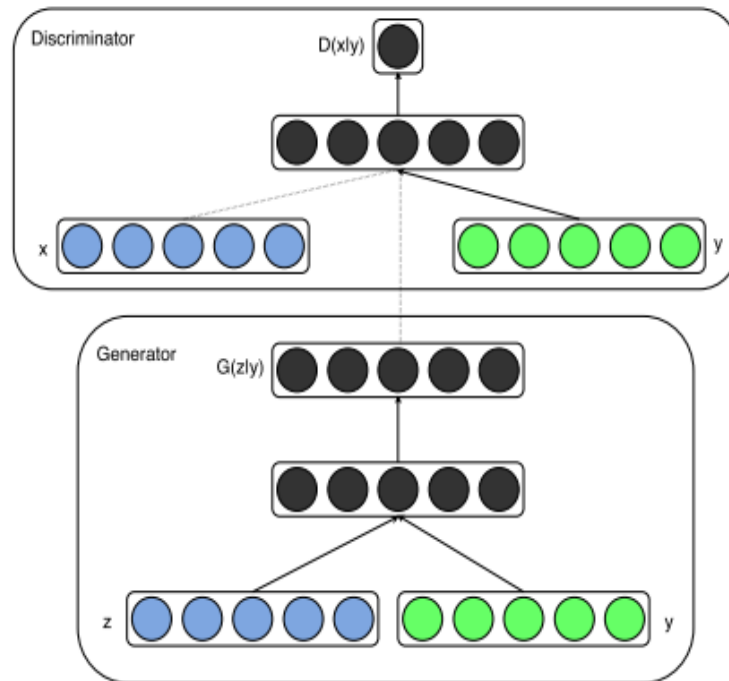 Discriminator
D(x|y)
x
y
Generator
G(z|y)
z
y